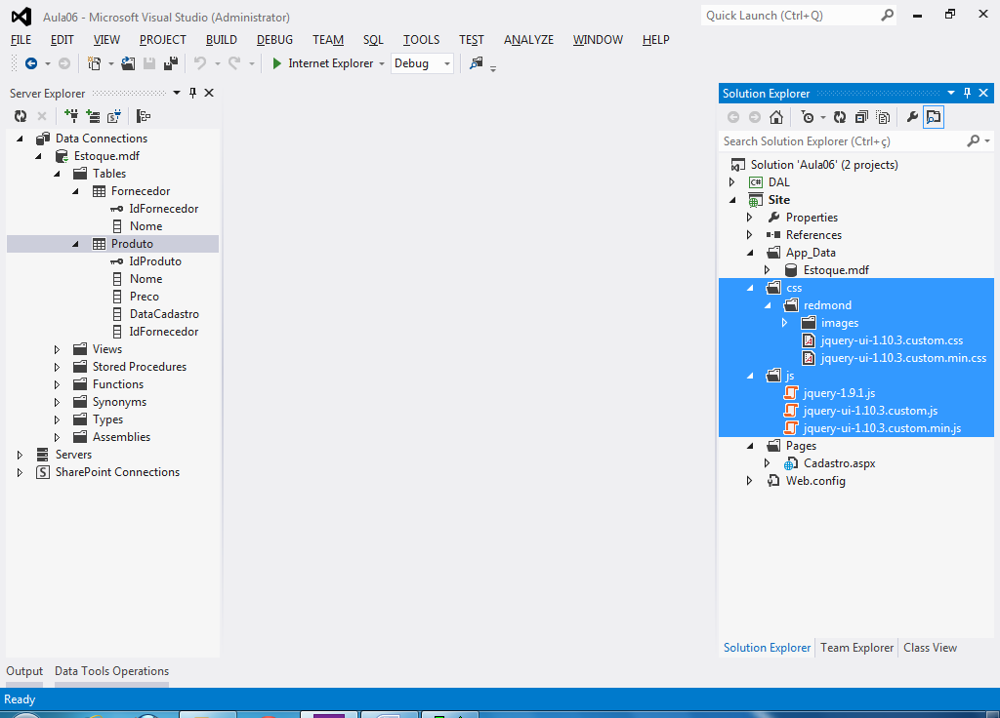 Aula06 - Microsoft Visual Studio (Administrator)
Quick Launch (Ctrl+Q)
FILE EDIT VIEW PROJECT BUILD DEBUG TEAM SQL TOOLS TEST ANALYZE WINDOW HELP
Internet Explorer Debug
Server Explorer
Data Connections
Estoque.mdf
Tables
Fornecedor
IdFornecedor
Nome
Produto
IdProduto
Nome
Preco
DataCadastro
IdFornecedor
Views
Stored Procedures
Functions
Synonyms
Types
Assemblies
Servers
SharePoint Connections
Solution Explorer
Search Solution Explorer (Ctrl+ç)
Solution 'Aula06' (2 projects)
C# DAL
Site
Properties
References
App_Data
Estoque.mdf
css
redmond
images
jquery-ui-1.10.3.custom.css
jquery-ui-1.10.3.custom.min.css
js
jquery-1.9.1.js
jquery-ui-1.10.3.custom.js
jquery-ui-1.10.3.custom.min.js
Pages
Cadastro.aspx
Web.config
Solution Explorer Team Explorer Class View
Output Data Tools Operations
Ready